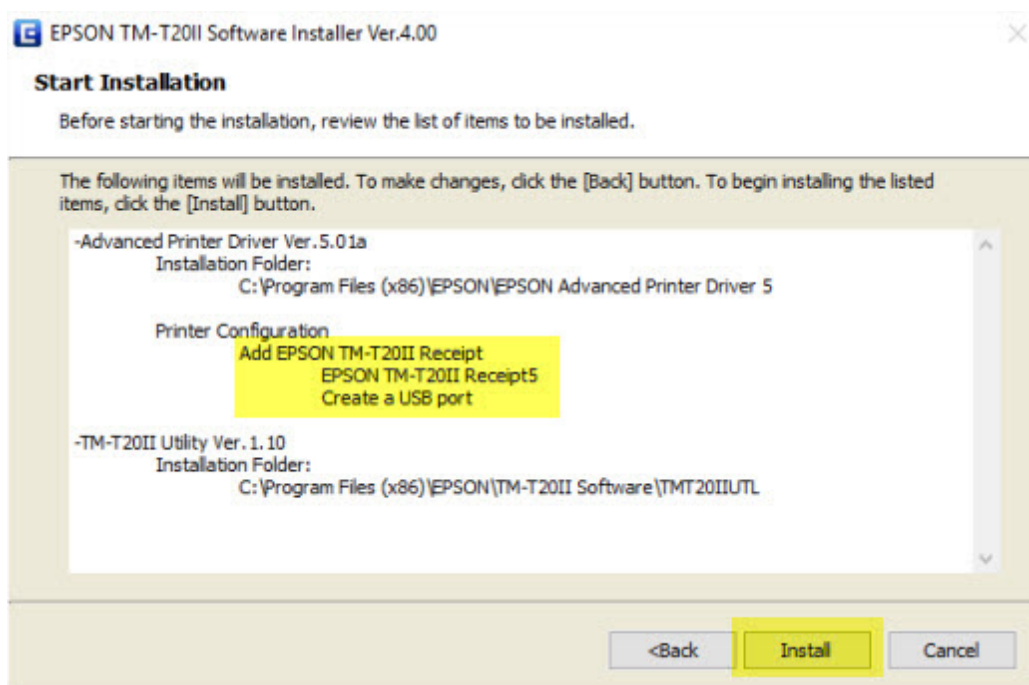 EPSON TM-T20II Software Installer Ver.4.00
Start Installation
Before starting the installation, review the list of items to be installed.
The following items will be installed. To make changes, click the [Back] button. To begin installing the listed
items, click the [Install] button.
-Advanced Printer Driver Ver.5.01a
Installation Folder:
C:\Program Files (x86)\EPSON\EPSON Advanced Printer Driver 5
Printer Configuration
Add EPSON TM-T20II Receipt
EPSON TM-T20II Receipt5
Create a USB port
-TM-T20II Utility Ver.1.10
Installation Folder:
C:\Program Files (x86)\EPSON\TM-T20II Software\TMT20IIUTL
<Back
Install
Cancel